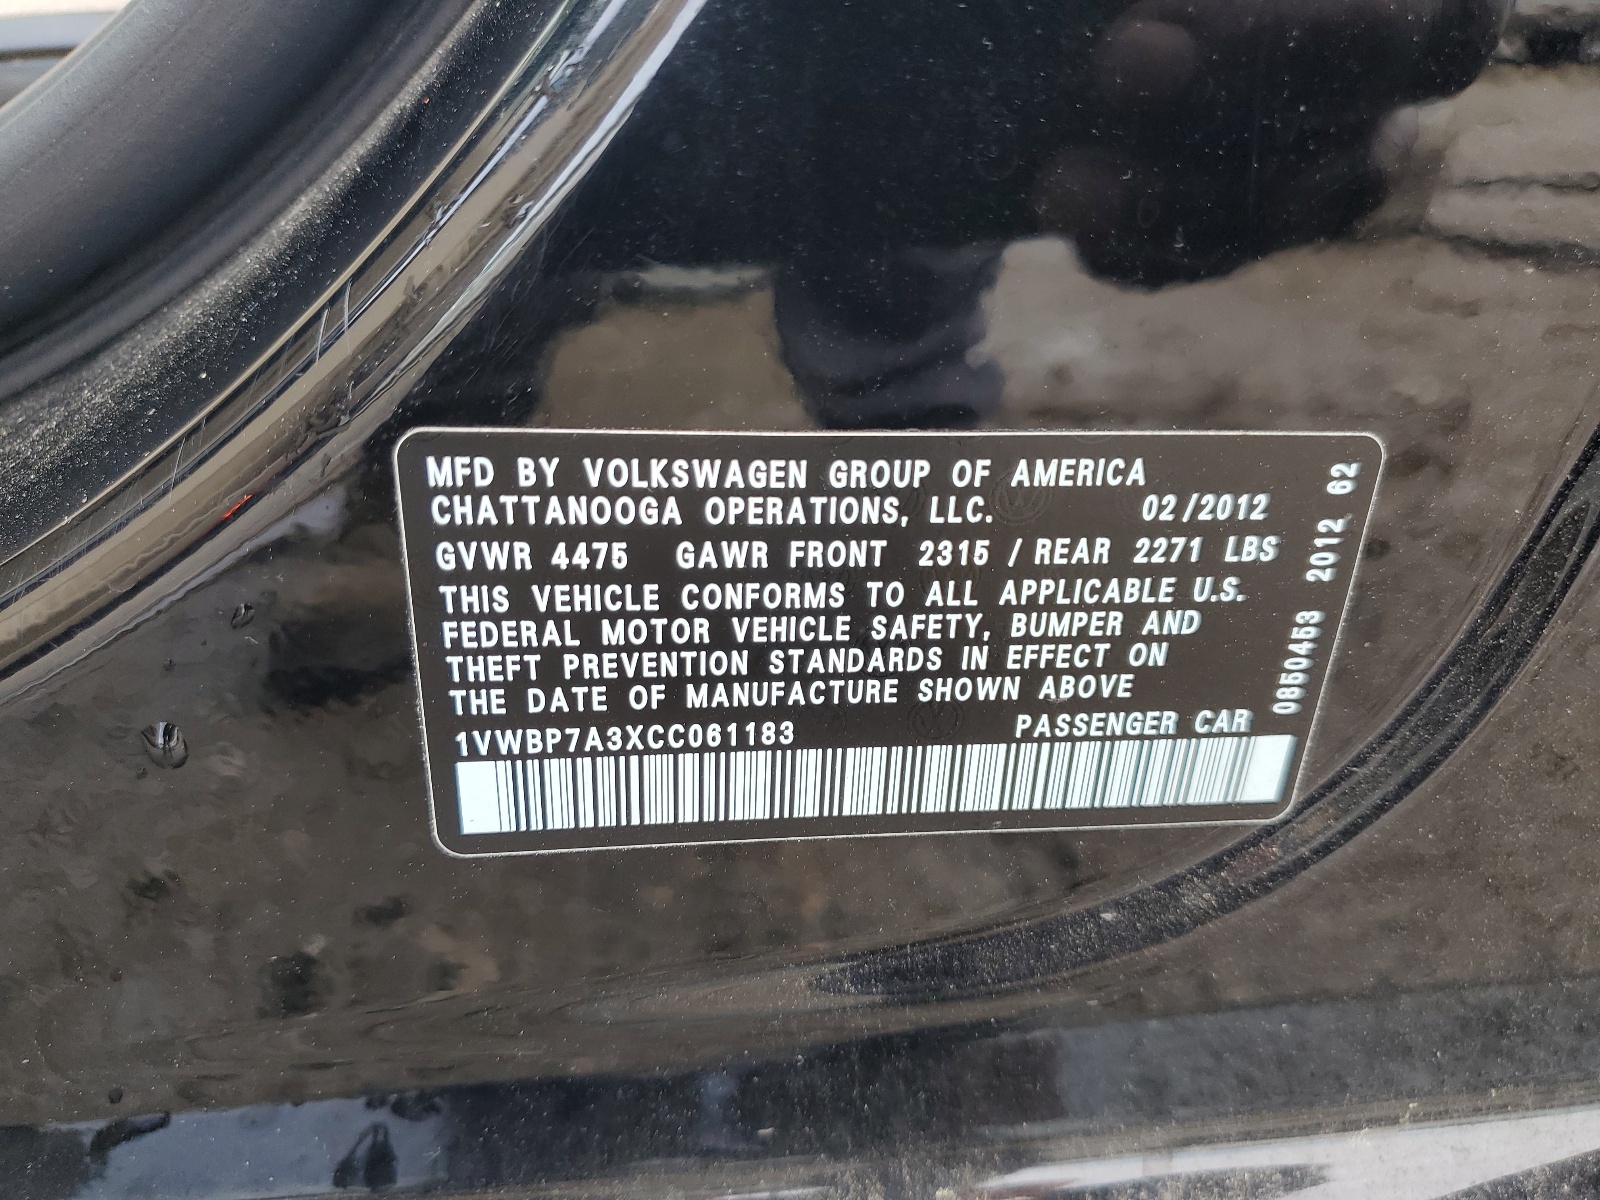 MFD BY VOLKSWAGEN GROUP OF AMERICA
CHATTANOOGA OPERATIONS, LLC. 02/2012
GVWR 4475 GAWR FRONT 2315 / REAR 2271 LBS
THIS VEHICLE CONFORMS TO ALL APPLICABLE U.S.
FEDERAL MOTOR VEHICLE SAFETY, BUMPER AND
THEFT PREVENTION STANDARDS IN EFFECT ON
THE DATE OF MANUFACTURE SHOWN ABOVE
1VWBP7A3XCC061183 PASSENGER CAR
0850453 2012 62